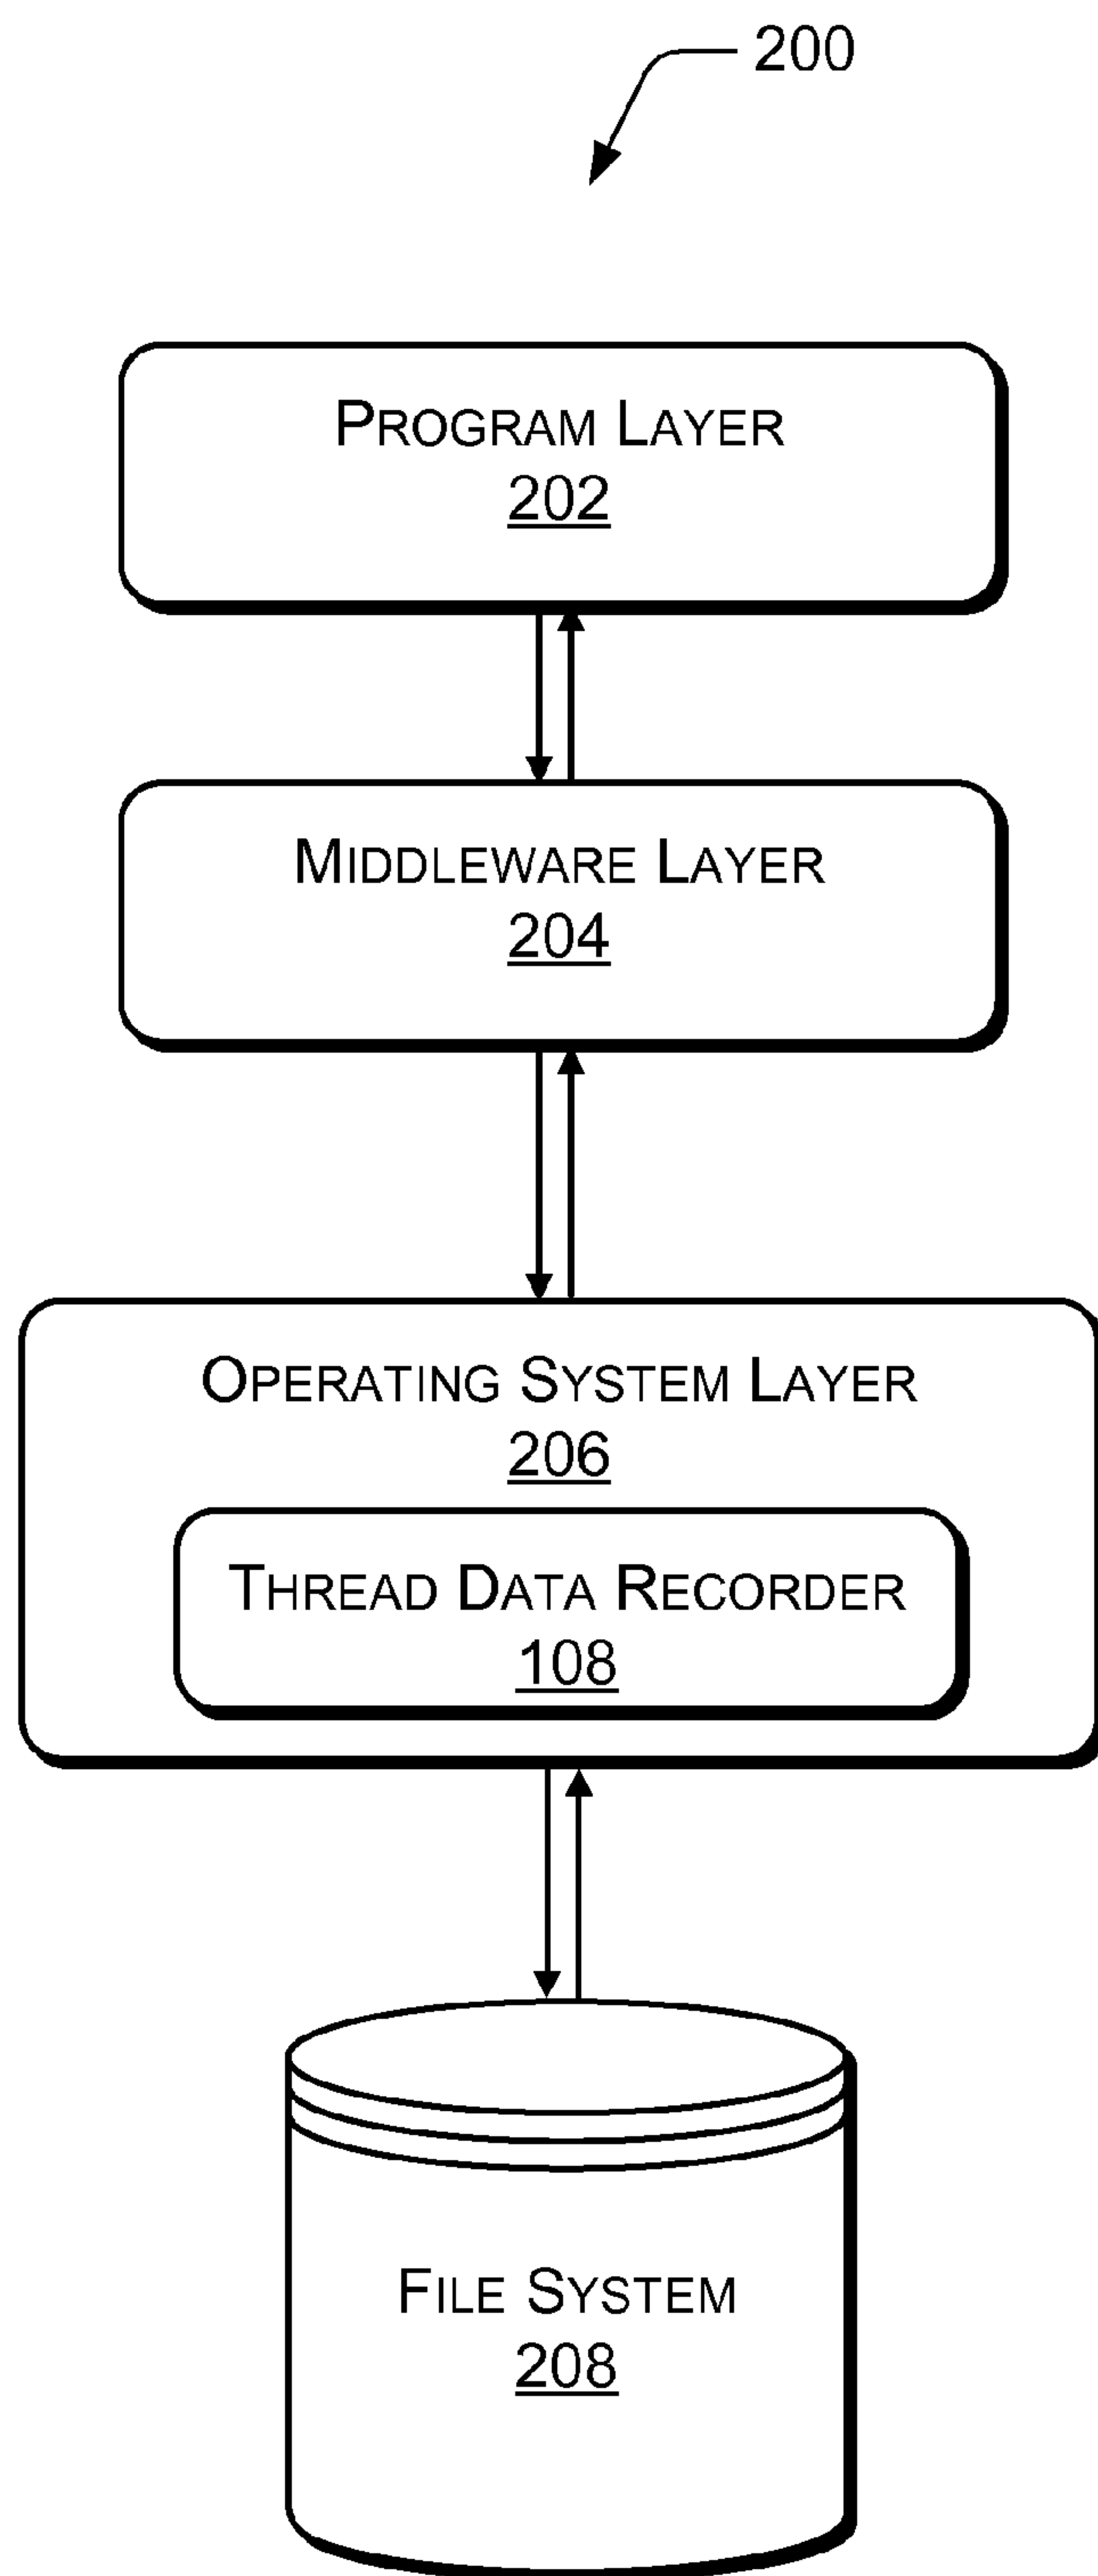 200
PROGRAM LAYER
202
MIDDLEWARE LAYER
204
OPERATING SYSTEM LAYER
206
THREAD DATA RECORDER
108
FILE SYSTEM
208